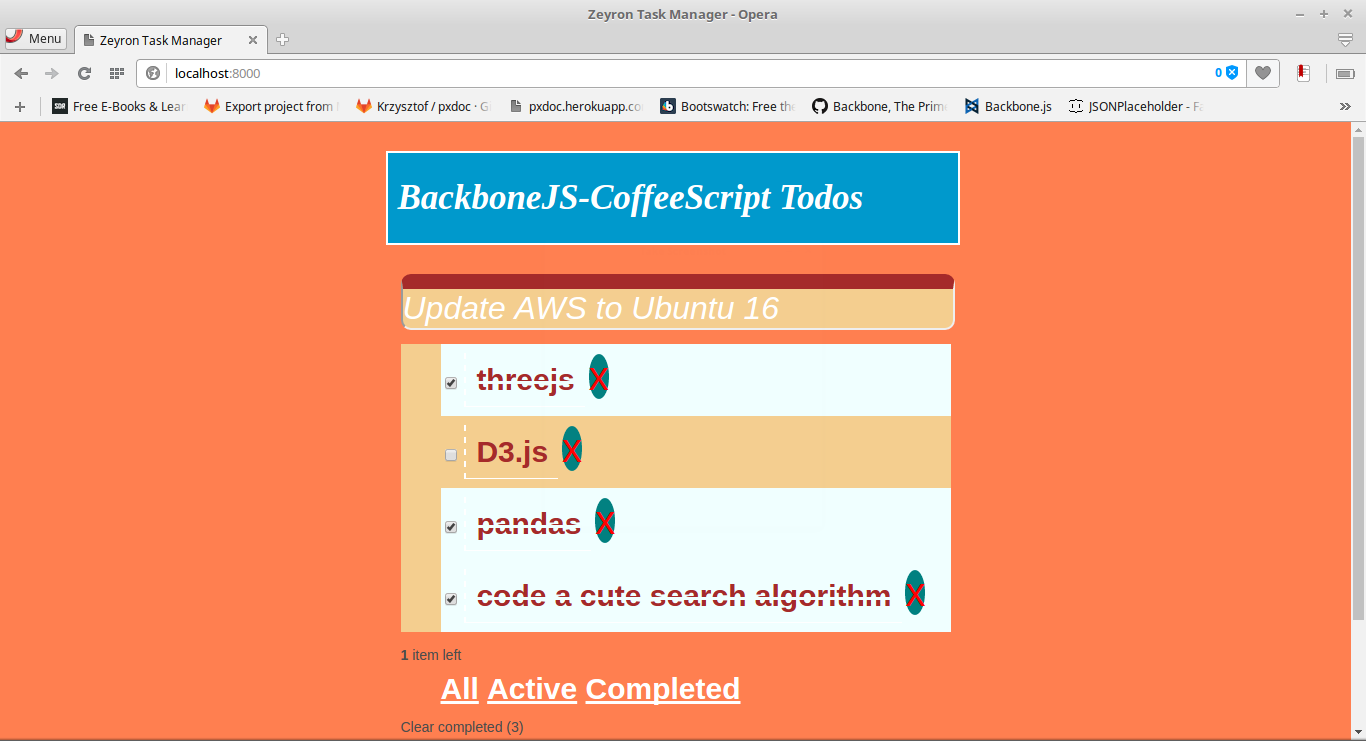 Zeyron Task Manager - Opera
Menu
Zeyron Task Manager
localhost:8000
0
Free E-Books & Lear
Export project from
Krzysztof / pxdoc · G
pxdoc.herokuapp.co
Bootswatch: Free the
Backbone, The Prim
Backbone.js
JSONPlaceholder - Fa
»
BackboneJS-CoffeeScript Todos
Update AWS to Ubuntu 16
threejs X
D3.js X
pandas X
code a cute search algorithm X
1 item left
All Active Completed
Clear completed (3)